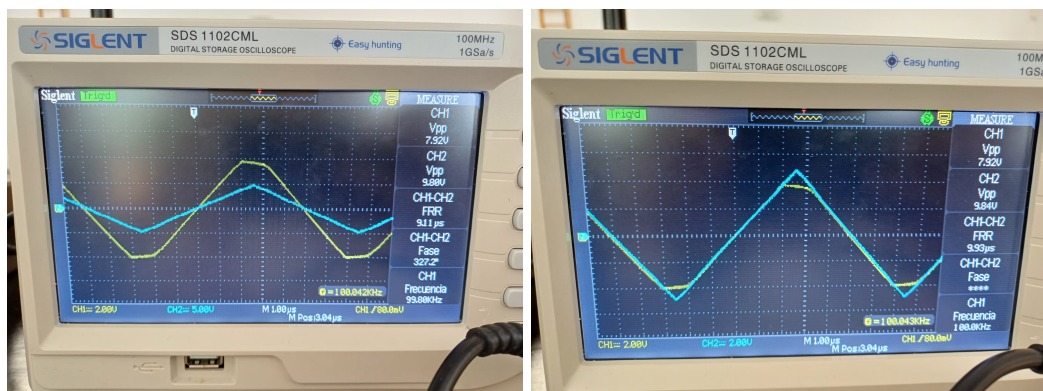 SIGLENT SDS 1102CML
DIGITAL STORAGE OSCILLOSCOPE
Easy hunting
100MHz
1GSa/s
Siglent Trig'd
T
MEASURE
CH1
Vpp
7.92V
CH2
Vpp
9.80V
CH1-CH2
FRR
9.11µs
CH1-CH2
Fase
327.2°
CH1
Frecuencia
99.80KHz
=100.042KHz
CH1= 2.00V CH2= 5.00V M 1.00µs CH1 /80.0mV
M Pos:3.04µs
SIGLENT SDS 1102CML
DIGITAL STORAGE OSCILLOSCOPE
Easy hunting
100M
1GS
Siglent Trig'd
T
MEASURE
CH1
Vpp
7.92V
CH2
Vpp
9.84V
CH1-CH2
FRR
9.93µs
CH1-CH2
Fase
****
CH1
Frecuencia
100.0KHz
=100.043KHz
CH1= 2.00V CH2= 2.00V M 1.00µs CH1 /80.0mV
M Pos:3.04µs